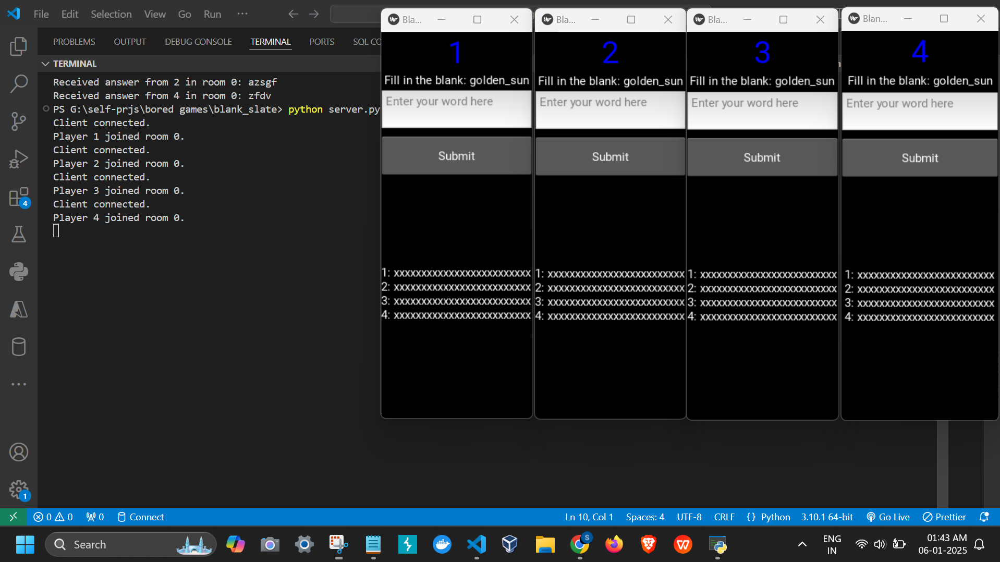 File Edit Selection View Go Run ...
PROBLEMS OUTPUT DEBUG CONSOLE TERMINAL PORTS SQL CO
TERMINAL
Received answer from 2 in room 0: azsgf
Received answer from 4 in room 0: zfdv
PS G:\self-prjs\bored games\blank_slate> python server.py
Client connected.
Player 1 joined room 0.
Client connected.
Player 2 joined room 0.
Client connected.
Player 3 joined room 0.
Client connected.
Player 4 joined room 0.
Bla...
1
Fill in the blank: golden_sun
Enter your word here
Submit
1: xxxxxxxxxxxxxxxxxxxxxxxxx
2: xxxxxxxxxxxxxxxxxxxxxxxxx
3: xxxxxxxxxxxxxxxxxxxxxxxxx
4: xxxxxxxxxxxxxxxxxxxxxxxxx
Bla...
2
Fill in the blank: golden_sun
Enter your word here
Submit
1: xxxxxxxxxxxxxxxxxxxxxxxxx
2: xxxxxxxxxxxxxxxxxxxxxxxxx
3: xxxxxxxxxxxxxxxxxxxxxxxxx
4: xxxxxxxxxxxxxxxxxxxxxxxxx
Bla...
3
Fill in the blank: golden_sun
Enter your word here
Submit
1: xxxxxxxxxxxxxxxxxxxxxxxxx
2: xxxxxxxxxxxxxxxxxxxxxxxxx
3: xxxxxxxxxxxxxxxxxxxxxxxxx
4: xxxxxxxxxxxxxxxxxxxxxxxxx
Blan...
4
Fill in the blank: golden_sun
Enter your word here
Submit
1: xxxxxxxxxxxxxxxxxxxxxxxxx
2: xxxxxxxxxxxxxxxxxxxxxxxxx
3: xxxxxxxxxxxxxxxxxxxxxxxxx
4: xxxxxxxxxxxxxxxxxxxxxxxxx
4
1
0 0 0 Connect Ln 10, Col 1 Spaces: 4 UTF-8 CRLF {} Python 3.10.1 64-bit Go Live Prettier
Search
S
W
ENG
IN
01:43 AM
06-01-2025